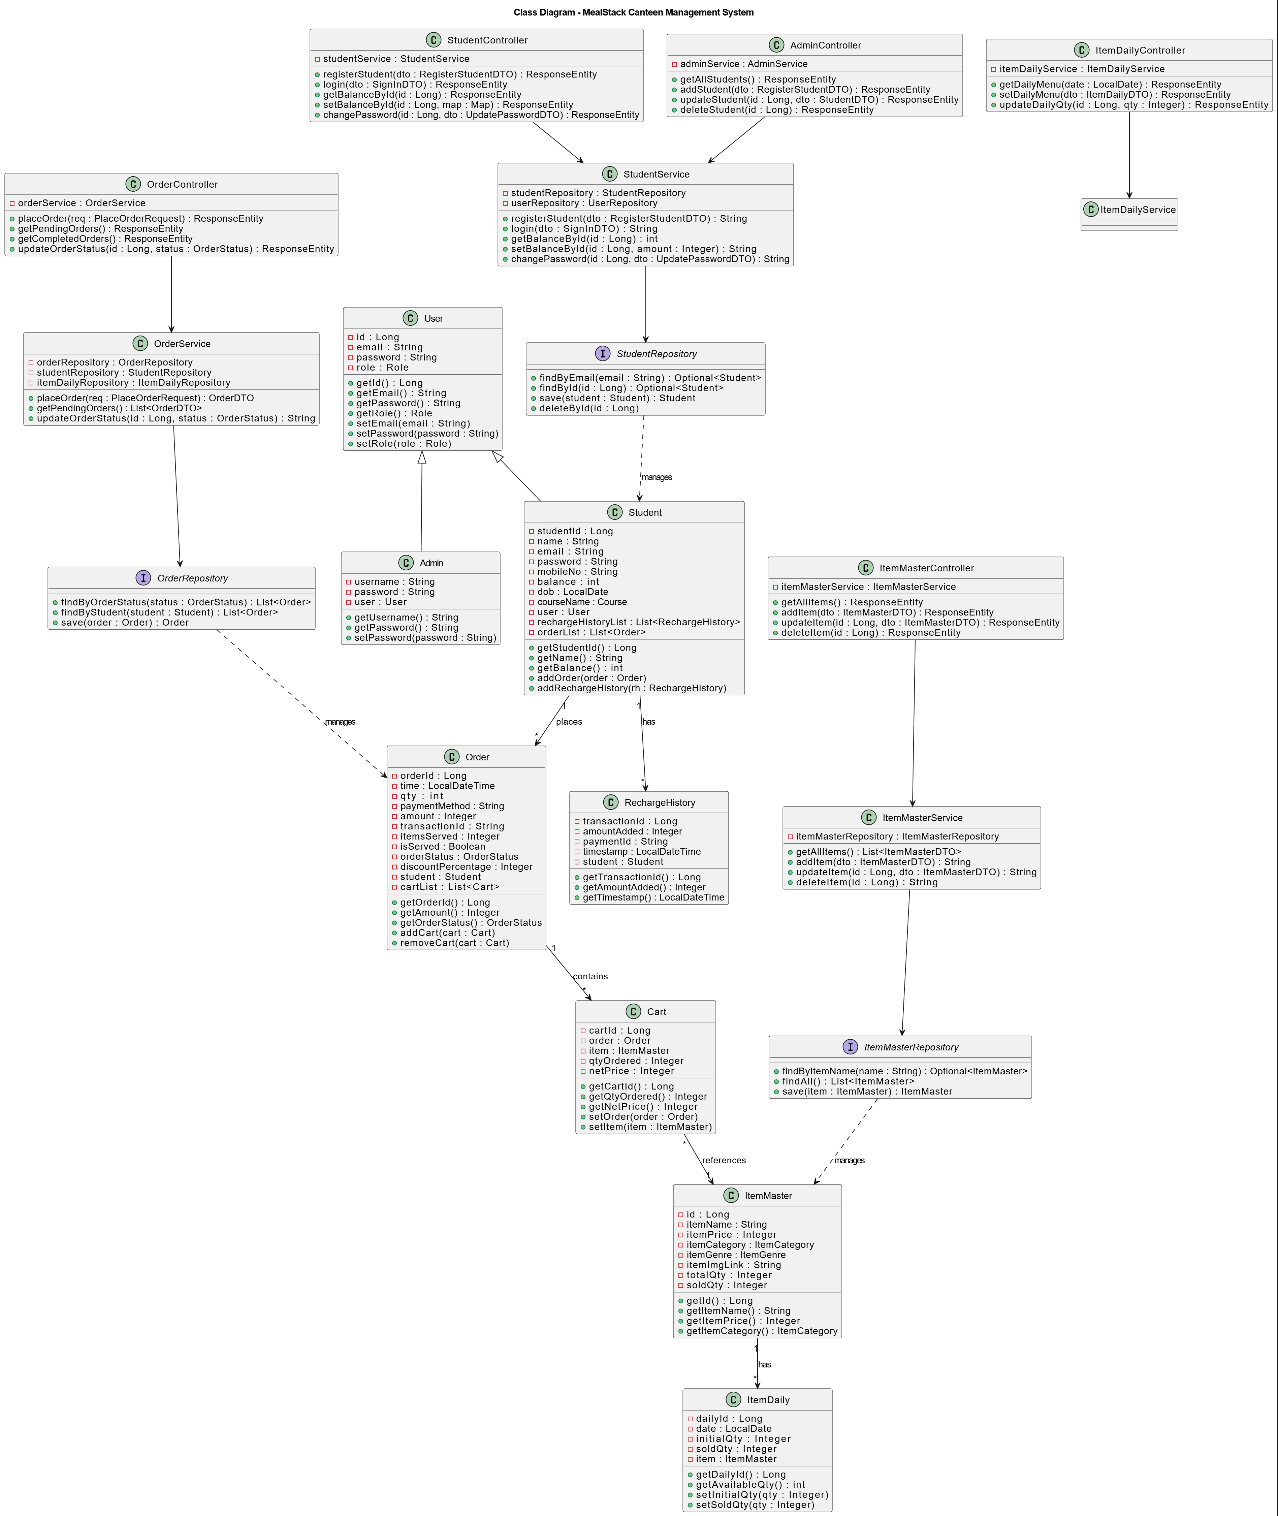 Class Diagram - MealStack Canteen Management System
C StudentController
studentService : StudentService
registerStudent(dto : RegisterStudentDTO) : ResponseEntity
login(dto : SignInDTO) : ResponseEntity
getBalanceById(id : Long) : ResponseEntity
setBalanceById(id : Long, map : Map) : ResponseEntity
changePassword(id : Long, dto : UpdatePasswordDTO) : ResponseEntity
C AdminController
adminService : AdminService
getAllStudents() : ResponseEntity
addStudent(dto : RegisterStudentDTO) : ResponseEntity
updateStudent(id : Long, dto : StudentDTO) : ResponseEntity
deleteStudent(id : Long) : ResponseEntity
C ItemDailyController
itemDailyService : ItemDailyService
getDailyMenu(date : LocalDate) : ResponseEntity
setDailyMenu(dto : ItemDailyDTO) : ResponseEntity
updateDailyQty(id : Long, qty : Integer) : ResponseEntity
C OrderController
orderService : OrderService
placeOrder(req : PlaceOrderRequest) : ResponseEntity
getPendingOrders() : ResponseEntity
getCompletedOrders() : ResponseEntity
updateOrderStatus(id : Long, status : OrderStatus) : ResponseEntity
C StudentService
studentRepository : StudentRepository
userRepository : UserRepository
registerStudent(dto : RegisterStudentDTO) : String
login(dto : SignInDTO) : String
getBalanceById(id : Long) : int
setBalanceById(id : Long, amount : Integer) : String
changePassword(id : Long, dto : UpdatePasswordDTO) : String
C ItemDailyService
C OrderService
orderRepository : OrderRepository
studentRepository : StudentRepository
itemDailyRepository : ItemDailyRepository
placeOrder(req : PlaceOrderRequest) : OrderDTO
getPendingOrders() : List<OrderDTO>
updateOrderStatus(id : Long, status : OrderStatus) : String
C User
id : Long
email : String
password : String
role : Role
getId() : Long
getEmail() : String
getPassword() : String
getRole() : Role
setEmail(email : String)
setPassword(password : String)
setRole(role : Role)
I StudentRepository
findByEmail(email : String) : Optional<Student>
findById(id : Long) : Optional<Student>
save(student : Student) : Student
deleteById(id : Long)
manages
C Student
studentId : Long
name : String
email : String
password : String
mobileNo : String
balance : int
dob : LocalDate
courseName : Course
user : User
rechargeHistoryList : List<RechargeHistory>
orderList : List<Order>
getStudentId() : Long
getName() : String
getBalance() : int
addOrder(order : Order)
addRechargeHistory(rh : RechargeHistory)
C Admin
username : String
password : String
user : User
getUsername() : String
getPassword() : String
setPassword(password : String)
I OrderRepository
findByOrderStatus(status : OrderStatus) : List<Order>
findByStudent(student : Student) : List<Order>
save(order : Order) : Order
C ItemMasterController
itemMasterService : ItemMasterService
getAllItems() : ResponseEntity
addItem(dto : ItemMasterDTO) : ResponseEntity
updateItem(id : Long, dto : ItemMasterDTO) : ResponseEntity
deleteItem(id : Long) : ResponseEntity
manages
1
places
*
1
has
*
C Order
orderId : Long
time : LocalDateTime
qty : int
paymentMethod : String
amount : Integer
transactionId : String
itemsServed : Integer
isServed : Boolean
orderStatus : OrderStatus
discountPercentage : Integer
student : Student
cartList : List<Cart>
getOrderId() : Long
getAmount() : Integer
getOrderStatus() : OrderStatus
addCart(cart : Cart)
removeCart(cart : Cart)
C RechargeHistory
transactionId : Long
amountAdded : Integer
paymentId : String
timestamp : LocalDateTime
student : Student
getTransactionId() : Long
getAmountAdded() : Integer
getTimestamp() : LocalDateTime
C ItemMasterService
itemMasterRepository : ItemMasterRepository
getAllItems() : List<ItemMasterDTO>
addItem(dto : ItemMasterDTO) : String
updateItem(id : Long, dto : ItemMasterDTO) : String
deleteItem(id : Long) : String
1
contains
*
C Cart
cartId : Long
order : Order
item : ItemMaster
qtyOrdered : Integer
netPrice : Integer
getCartId() : Long
getQtyOrdered() : Integer
getNetPrice() : Integer
setOrder(order : Order)
setItem(item : ItemMaster)
I ItemMasterRepository
findByItemName(name : String) : Optional<ItemMaster>
findAll() : List<ItemMaster>
save(item : ItemMaster) : ItemMaster
*
references
1
manages
C ItemMaster
id : Long
itemName : String
itemPrice : Integer
itemCategory : ItemCategory
itemGenre : ItemGenre
itemImgLink : String
totalQty : Integer
soldQty : Integer
getId() : Long
getItemName() : String
getItemPrice() : Integer
getItemCategory() : ItemCategory
1
has
*
C ItemDaily
dailyId : Long
date : LocalDate
initialQty : Integer
soldQty : Integer
item : ItemMaster
getDailyId() : Long
getAvailableQty() : int
setInitialQty(qty : Integer)
setSoldQty(qty : Integer)